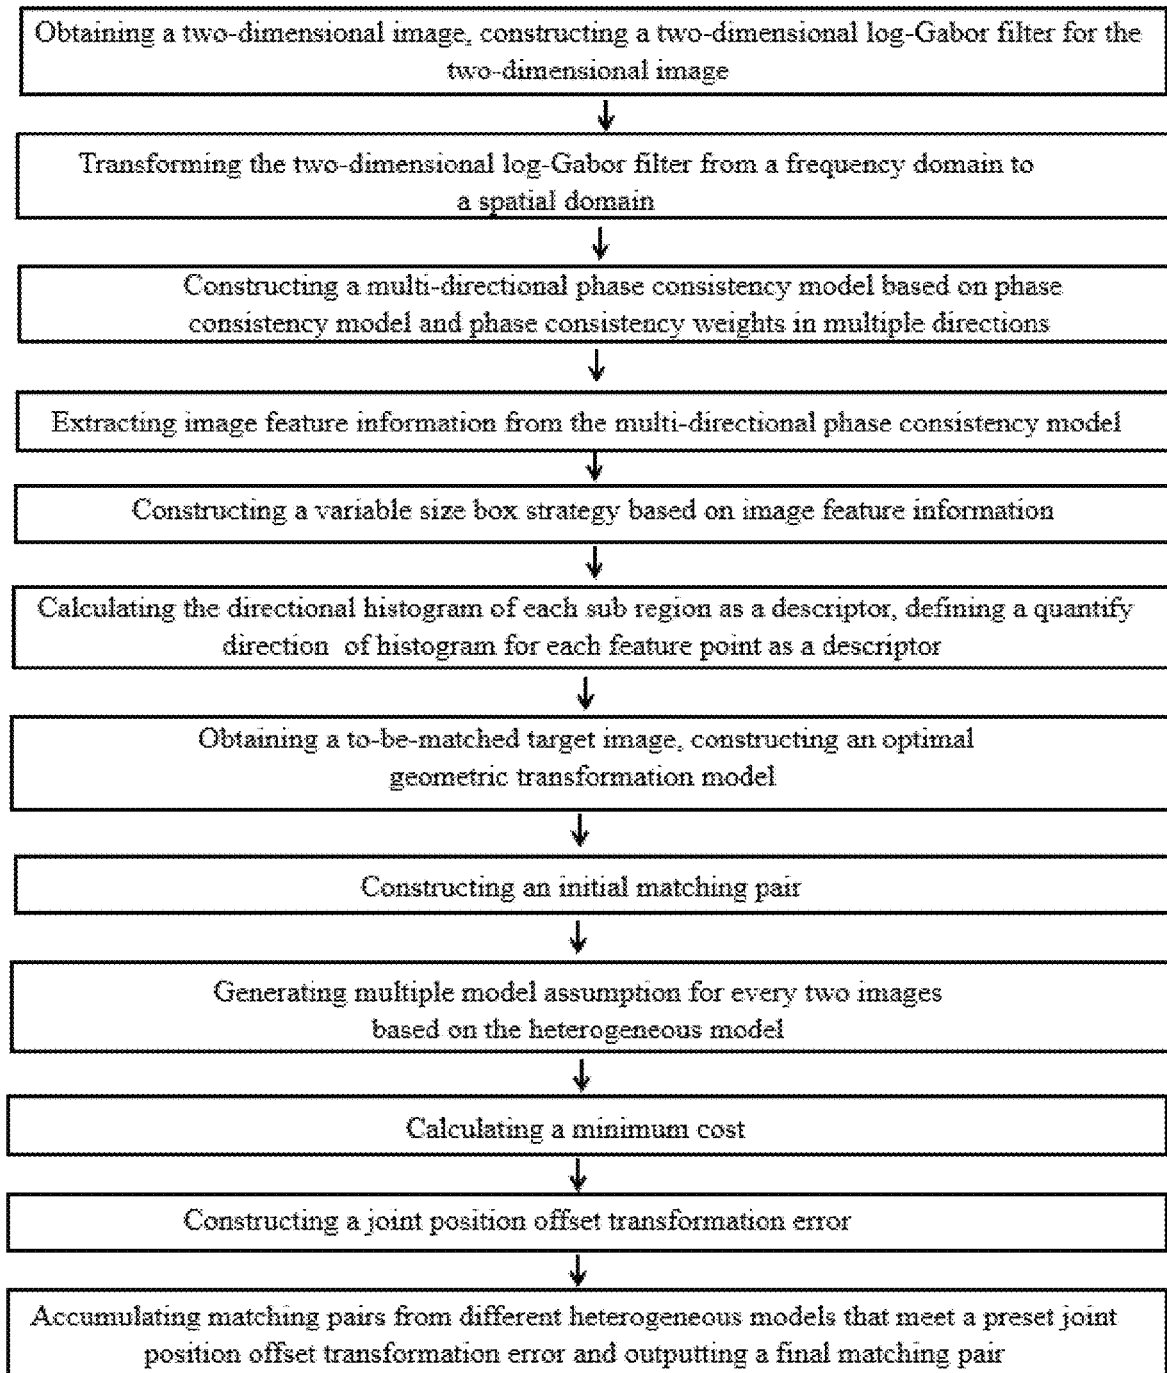 Obtaining a two-dimensional image, constructing a two-dimensional log-Gabor filter for the
two-dimensional image
Transforming the two-dimensional log-Gabor filter from a frequency domain to
a spatial domain
Constructing a multi-directional phase consistency model based on phase
consistency model and phase consistency weights in multiple directions
Extracting image feature information from the multi-directional phase consistency model
Constructing a variable size box strategy based on image feature information
Calculating the directional histogram of each sub region as a descriptor, defining a quantify
direction of histogram for each feature point as a descriptor
Obtaining a to-be-matched target image, constructing an optimal
geometric transformation model
Constructing an initial matching pair
Generating multiple model assumption for every two images
based on the heterogeneous model
Calculating a minimum cost
Constructing a joint position offset transformation error
Accumulating matching pairs from different heterogeneous models that meet a preset joint
position offset transformation error and outputting a final matching pair